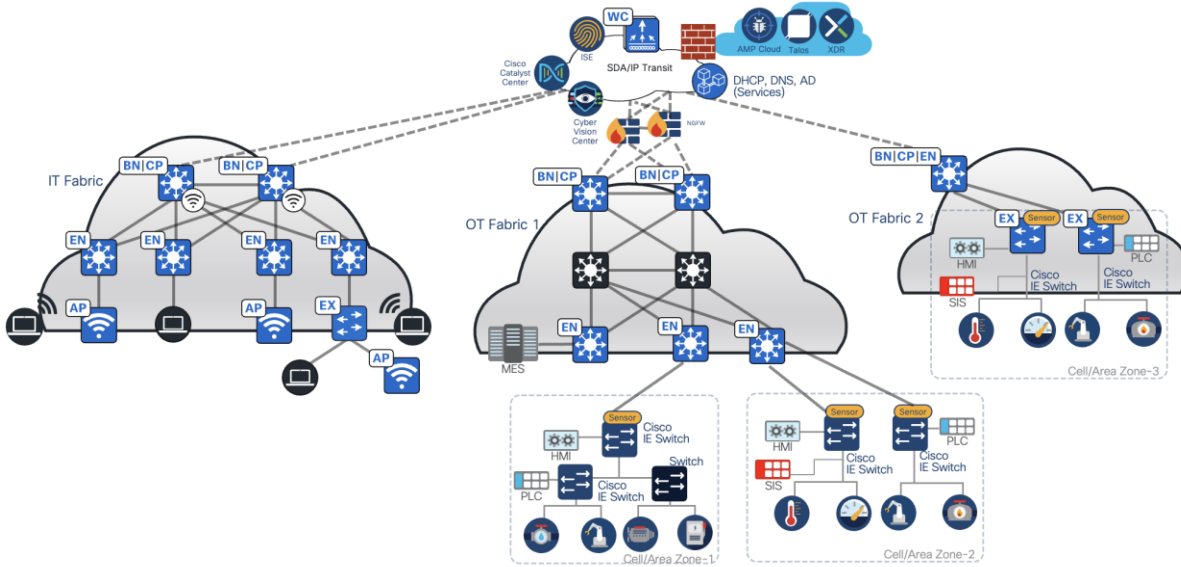 WC
ISE
SDA/IP Transit
AMP Cloud
Talos
XDR
Cisco
Catalyst
Center
DHCP, DNS, AD
(Services)
Cyber
Vision
Center
NGFW
IT Fabric
BN|CP
BN|CP
EN
EN
EN
EN
AP
AP
EX
AP
OT Fabric 1
BN|CP
BN|CP
EN
EN
EN
MES
Sensor
Cisco
IE Switch
HMI
PLC
Cisco
IE Switch
Switch
Cell/Area Zone-1
Sensor
Sensor
HMI
Cisco
IE Switch
PLC
Cisco
IE Switch
SIS
Cell/Area Zone-2
BN|CP|EN
OT Fabric 2
EX
Sensor
EX
Sensor
HMI
PLC
Cisco
IE Switch
Cisco
IE Switch
SIS
Cell/Area Zone-3